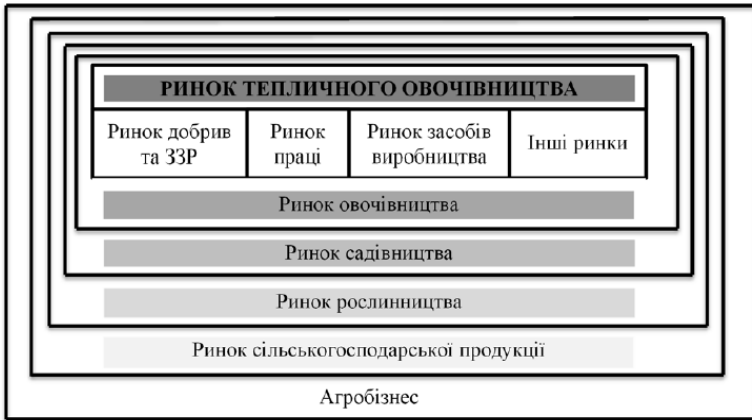 РИНОК ТЕПЛИЧНОГО ОВОЧІВНИЦТВА
Ринок добрив
та ЗЗР
Ринок
праці
Ринок засобів
виробництва
Інші ринки
Ринок овочівництва
Ринок садівництва
Ринок рослинництва
Ринок сільськогосподарської продукції
Агробізнес